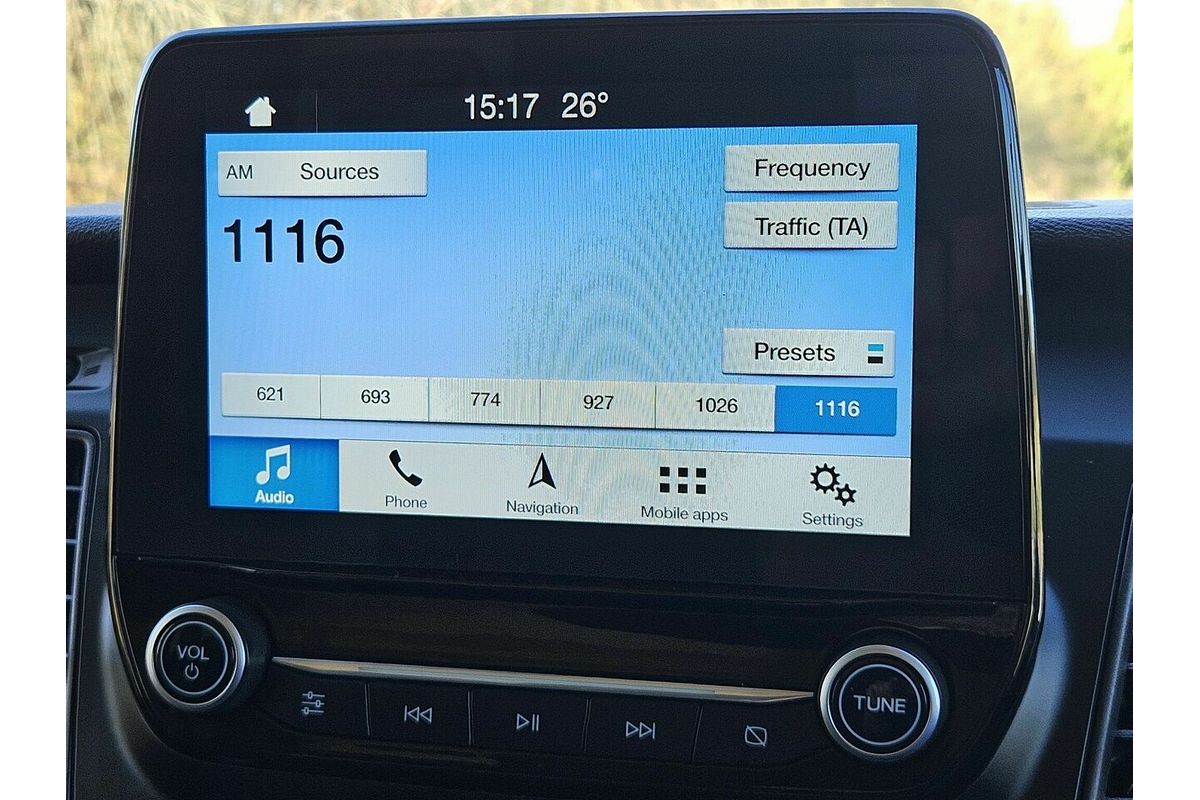 15:17 26°
AM Sources
Frequency
1116
Traffic (TA)
Presets
621 693 774 927 1026 1116
Audio Phone Navigation Mobile apps Settings
VOL
TUNE